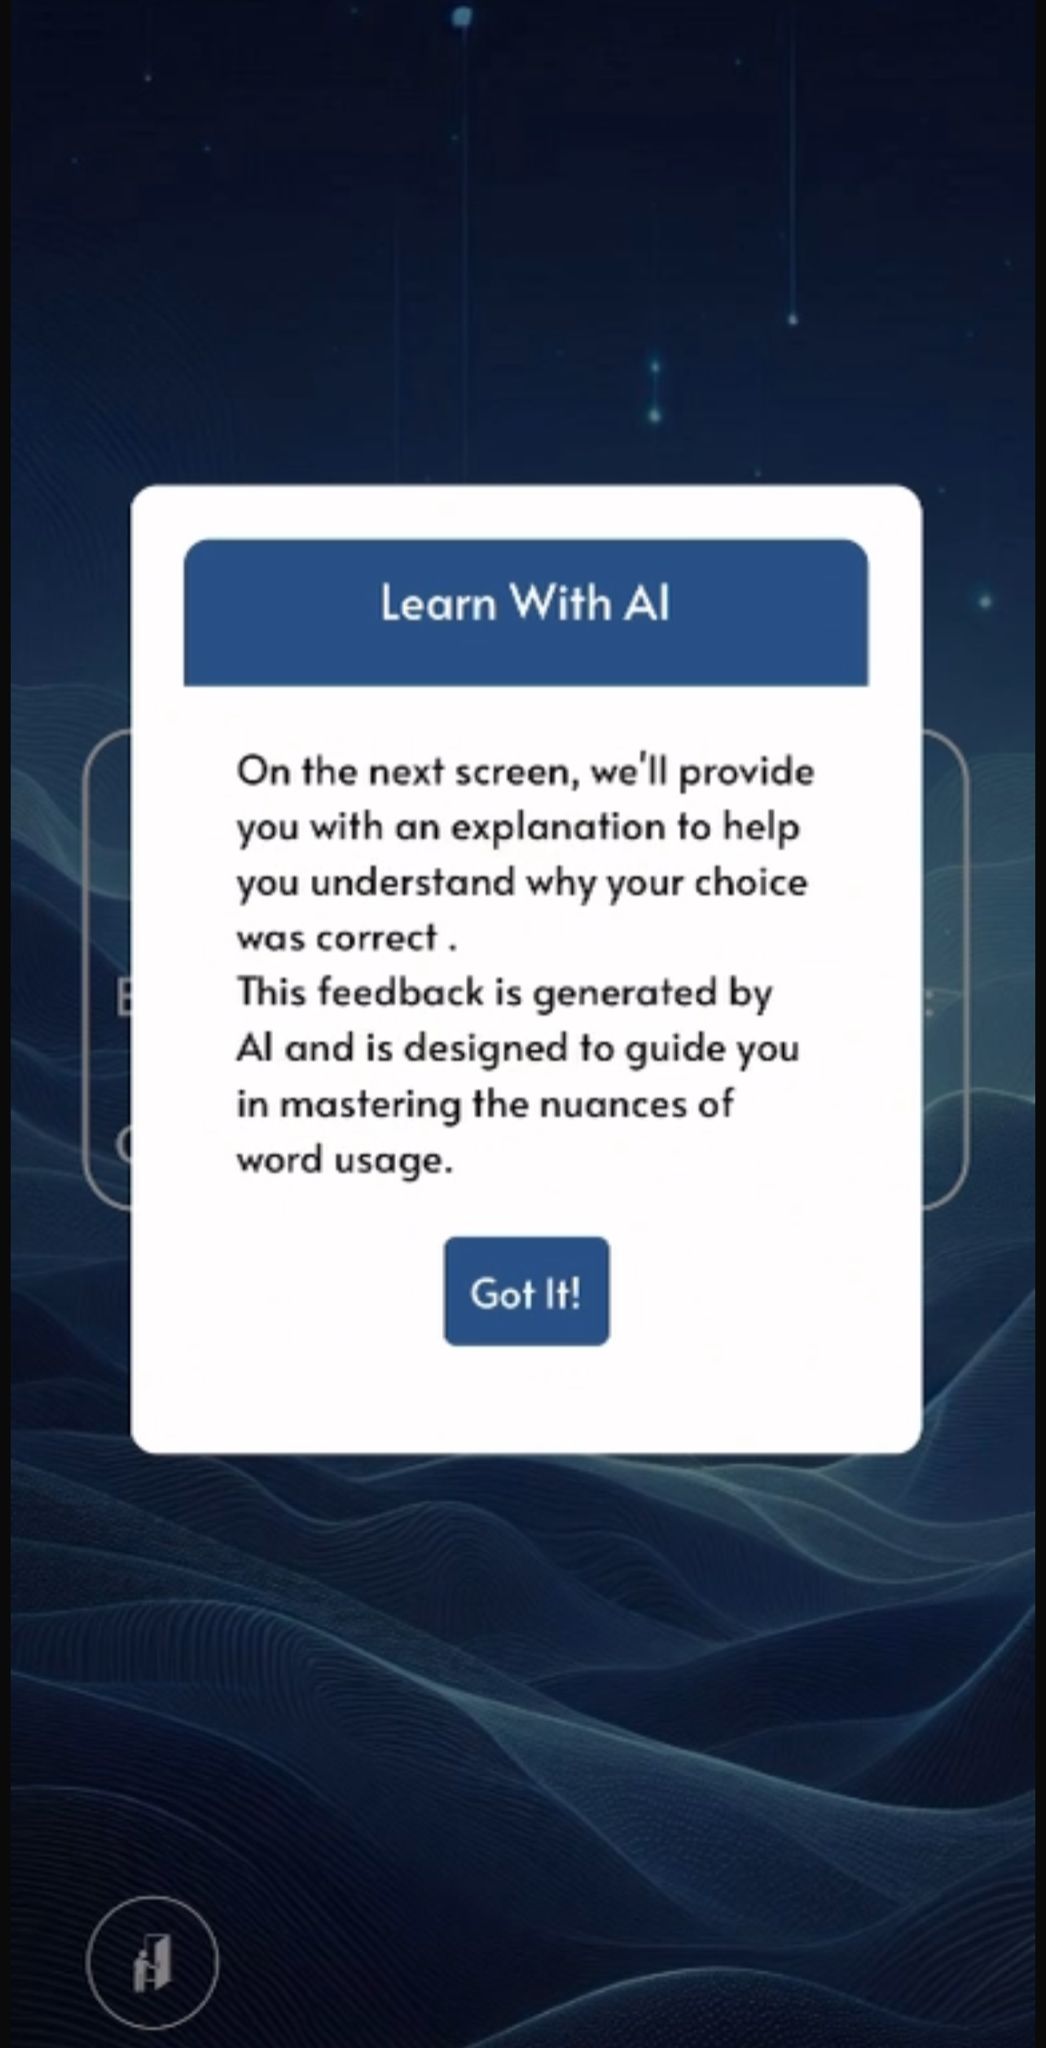 Learn With AI
On the next screen, we'll provide
you with an explanation to help
you understand why your choice
was correct .
This feedback is generated by
AI and is designed to guide you
in mastering the nuances of
word usage.
Got It!